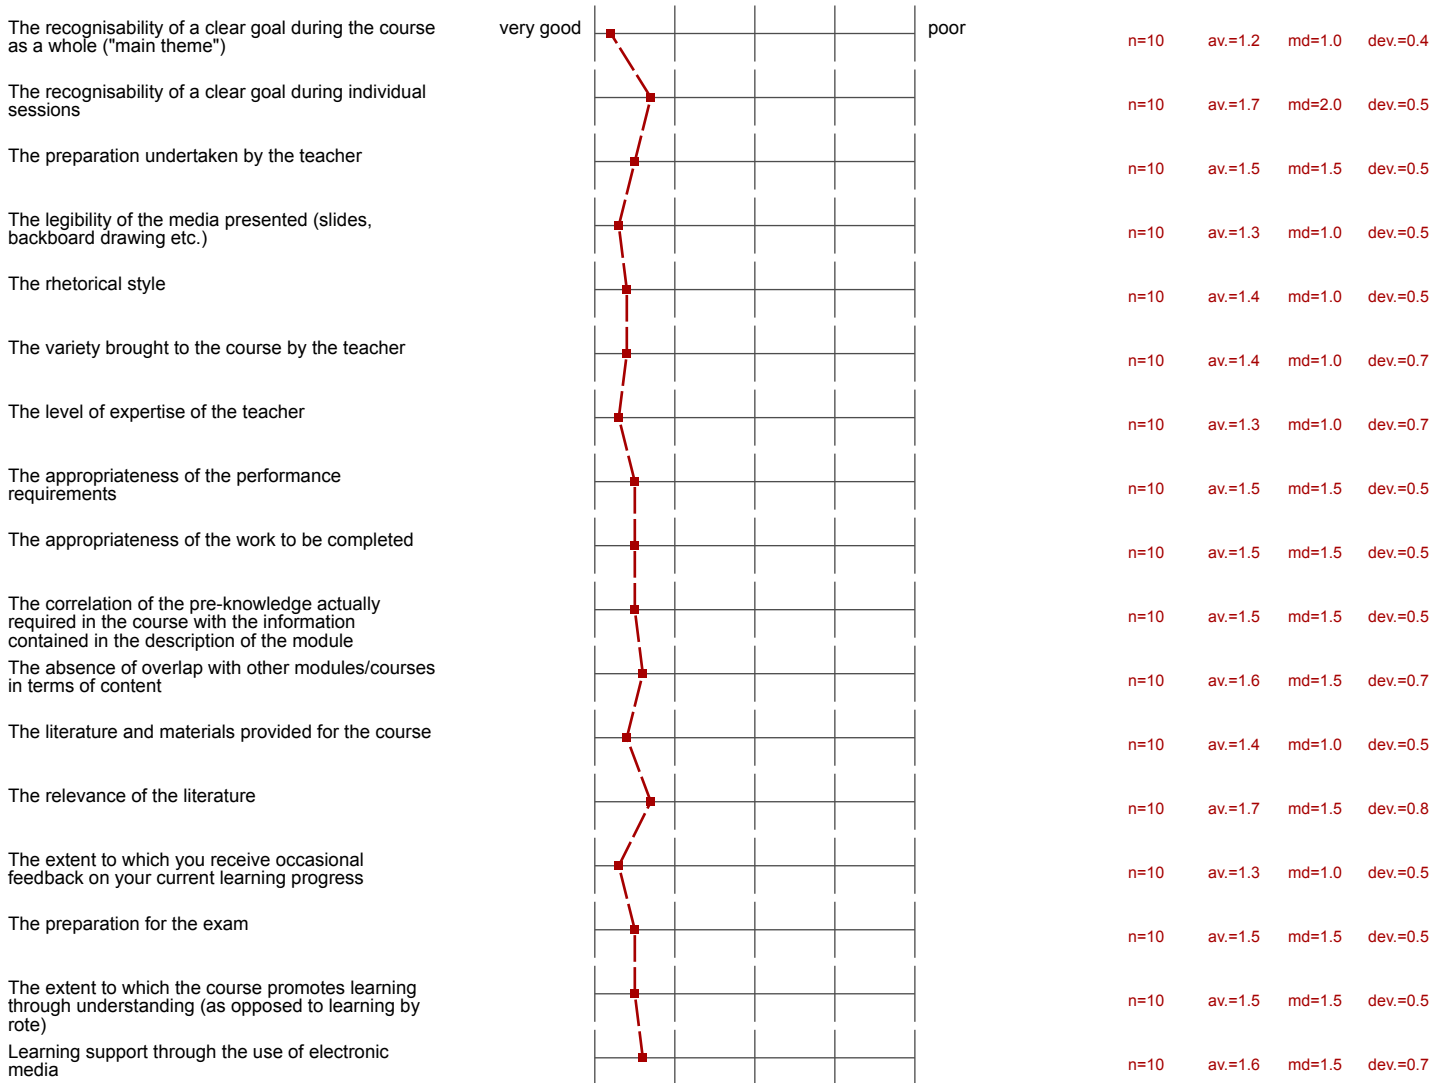 The recognisability of a clear goal during the course
as a whole ("main theme")
very good
poor
n=10 av.=1.2 md=1.0 dev.=0.4
The recognisability of a clear goal during individual
sessions
n=10 av.=1.7 md=2.0 dev.=0.5
The preparation undertaken by the teacher
n=10 av.=1.5 md=1.5 dev.=0.5
The legibility of the media presented (slides,
backboard drawing etc.)
n=10 av.=1.3 md=1.0 dev.=0.5
The rhetorical style
n=10 av.=1.4 md=1.0 dev.=0.5
The variety brought to the course by the teacher
n=10 av.=1.4 md=1.0 dev.=0.7
The level of expertise of the teacher
n=10 av.=1.3 md=1.0 dev.=0.7
The appropriateness of the performance
requirements
n=10 av.=1.5 md=1.5 dev.=0.5
The appropriateness of the work to be completed
n=10 av.=1.5 md=1.5 dev.=0.5
The correlation of the pre-knowledge actually
required in the course with the information
contained in the description of the module
n=10 av.=1.5 md=1.5 dev.=0.5
The absence of overlap with other modules/courses
in terms of content
n=10 av.=1.6 md=1.5 dev.=0.7
The literature and materials provided for the course
n=10 av.=1.4 md=1.0 dev.=0.5
The relevance of the literature
n=10 av.=1.7 md=1.5 dev.=0.8
The extent to which you receive occasional
feedback on your current learning progress
n=10 av.=1.3 md=1.0 dev.=0.5
The preparation for the exam
n=10 av.=1.5 md=1.5 dev.=0.5
The extent to which the course promotes learning
through understanding (as opposed to learning by
rote)
n=10 av.=1.5 md=1.5 dev.=0.5
Learning support through the use of electronic
media
n=10 av.=1.6 md=1.5 dev.=0.7